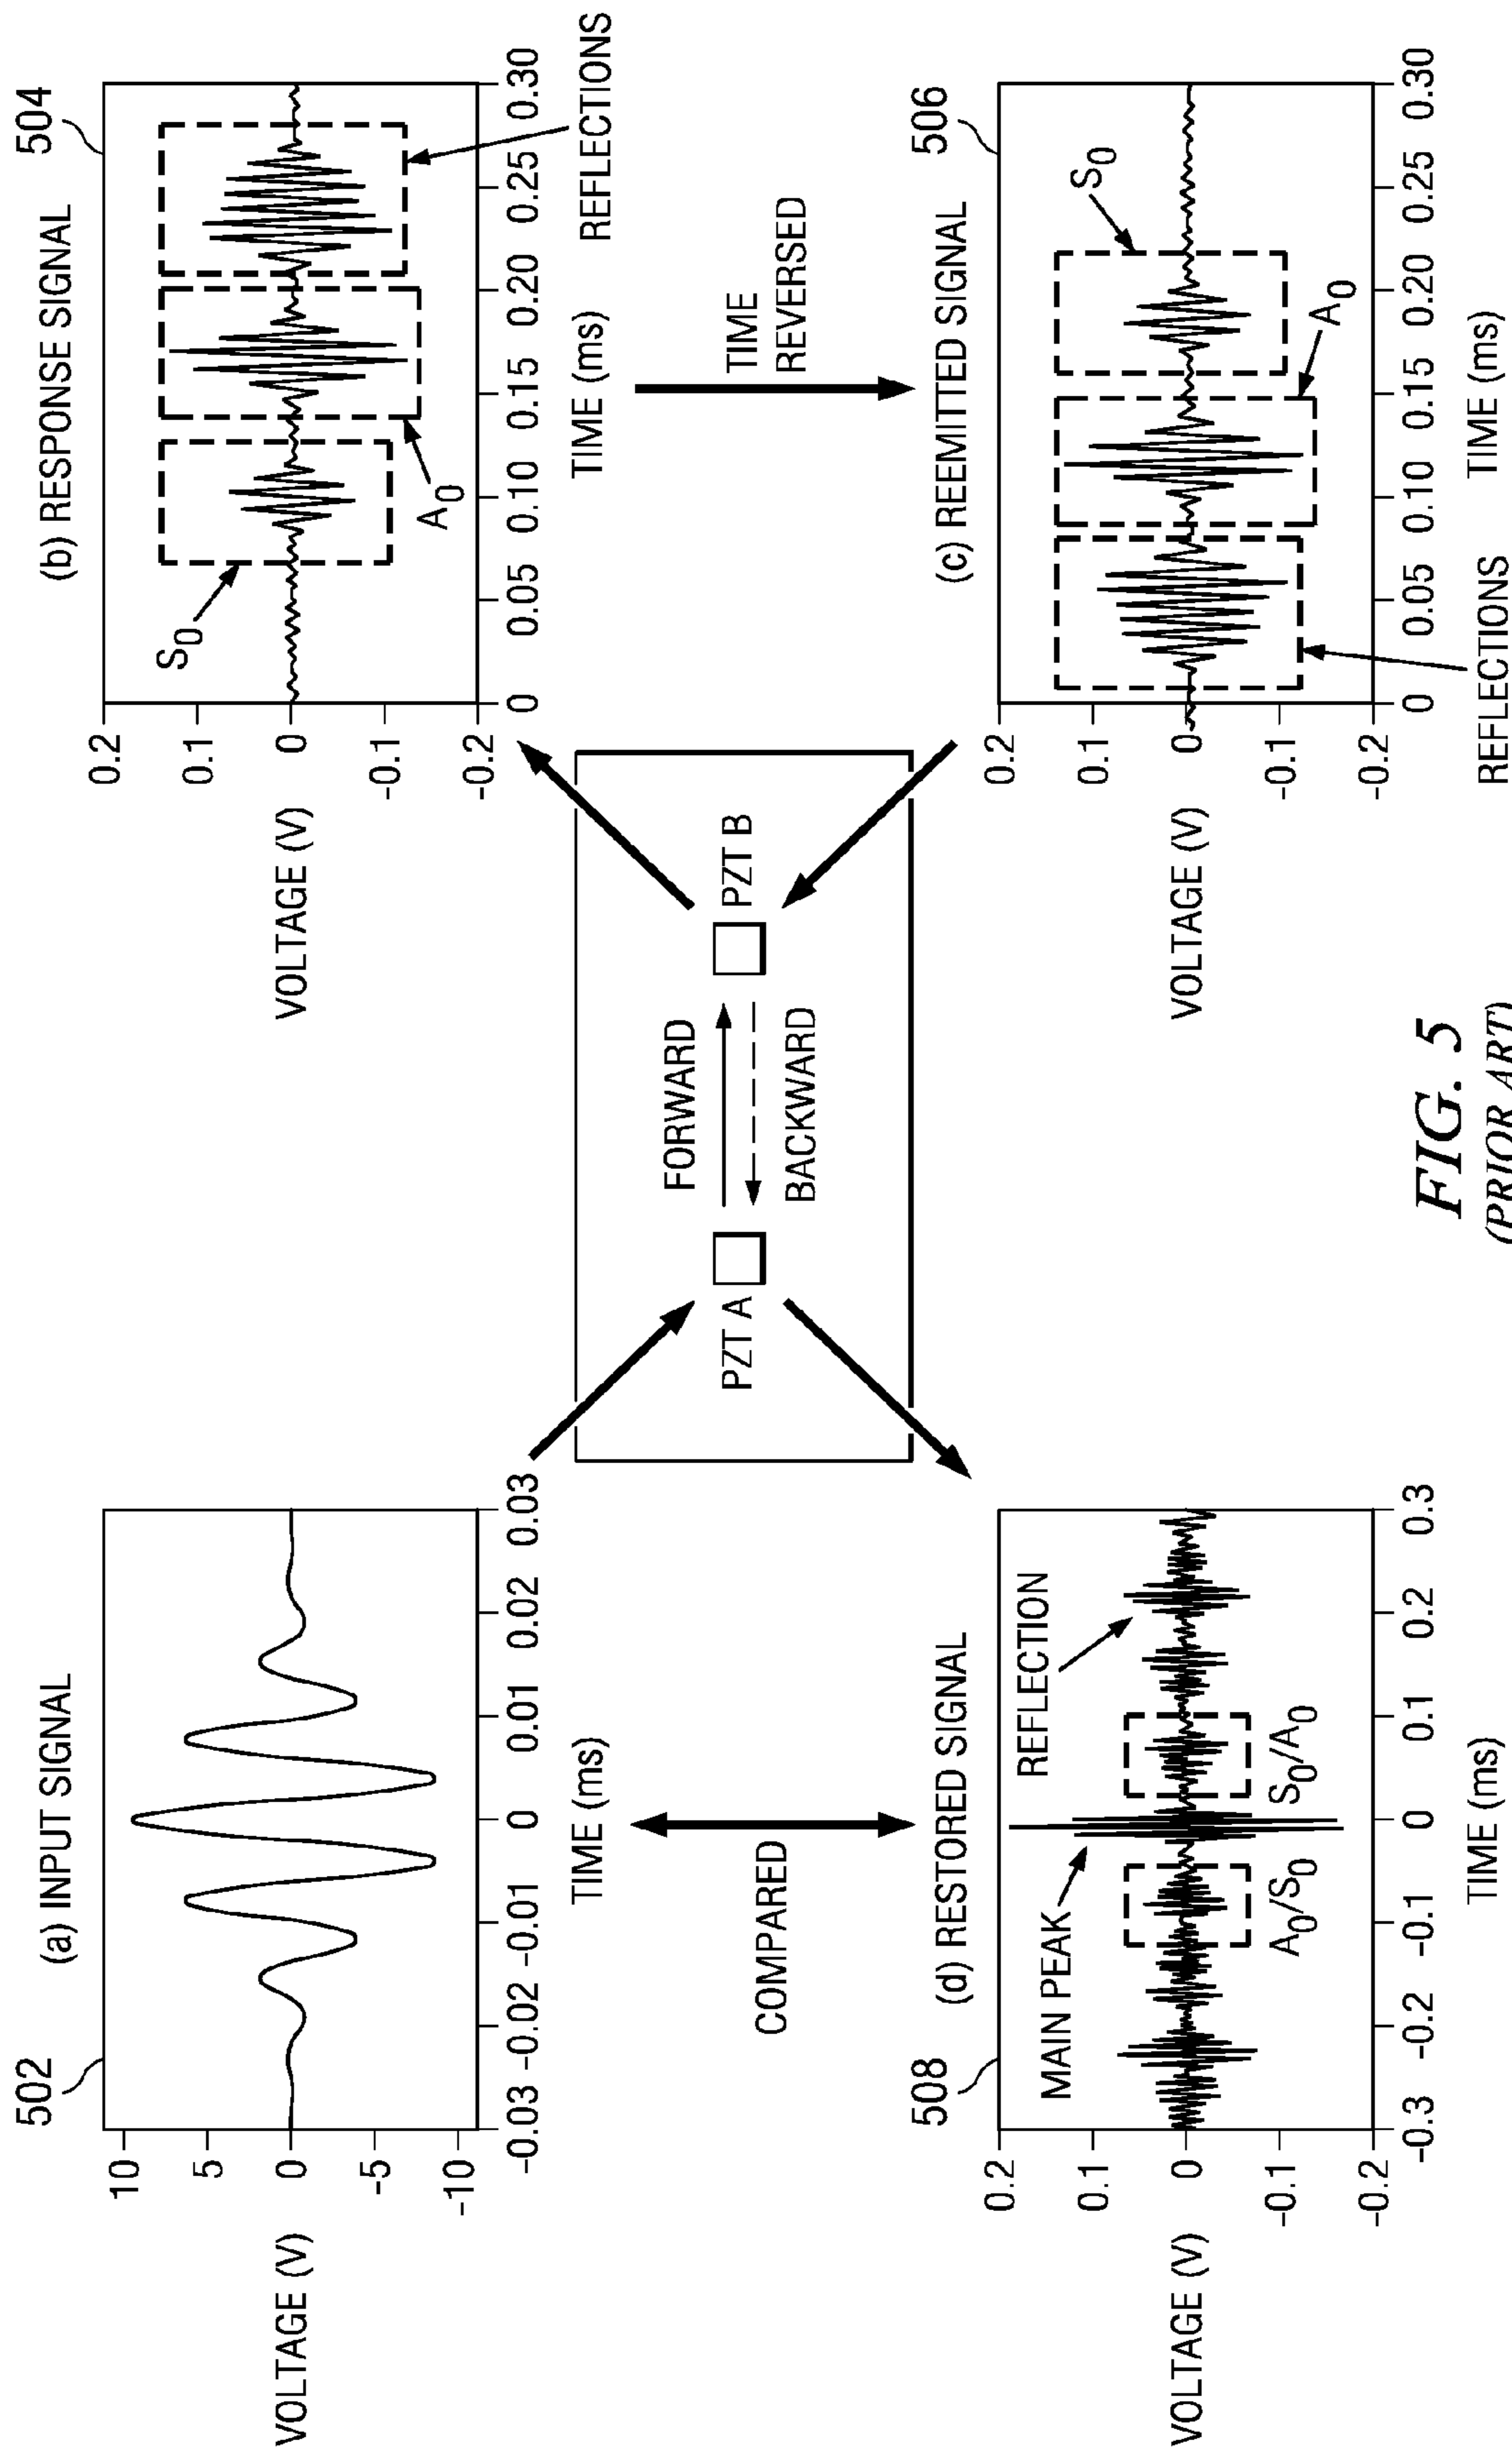 502
(a) INPUT SIGNAL
VOLTAGE (V)
10
5
0
-5
-10
-0.03 -0.02 -0.01 0 0.01 0.02 0.03
TIME (ms)
504
(b) RESPONSE SIGNAL
VOLTAGE (V)
0.2
0.1
0
-0.1
-0.2
S0
A0
REFLECTIONS
0 0.05 0.10 0.15 0.20 0.25 0.30
TIME (ms)
PZT A
FORWARD
BACKWARD
PZT B
COMPARED
TIME
REVERSED
508
(d) RESTORED SIGNAL
VOLTAGE (V)
0.2
0.1
0
-0.1
-0.2
MAIN PEAK
REFLECTION
A0/S0
S0/A0
-0.3 -0.2 -0.1 0 0.1 0.2 0.3
TIME (ms)
506
(c) REEMITTED SIGNAL
VOLTAGE (V)
0.2
0.1
0
-0.1
-0.2
S0
A0
0 0.05 0.10 0.15 0.20 0.25 0.30
TIME (ms)
REFLECTIONS
FIG. 5
(PRIOR ART)